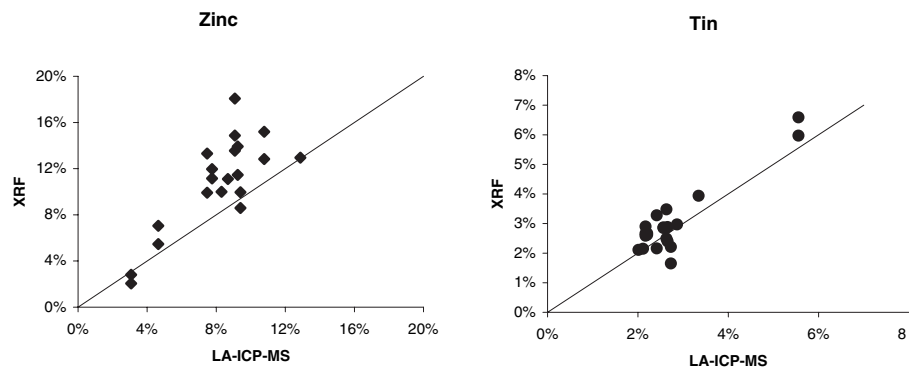 Zinc
20%
16%
12%
8%
4%
0%
XRF
0% 4% 8% 12% 16% 20%
LA-ICP-MS
Tin
8%
7%
6%
5%
4%
3%
2%
1%
0%
XRF
0% 2% 4% 6% 8
LA-ICP-MS